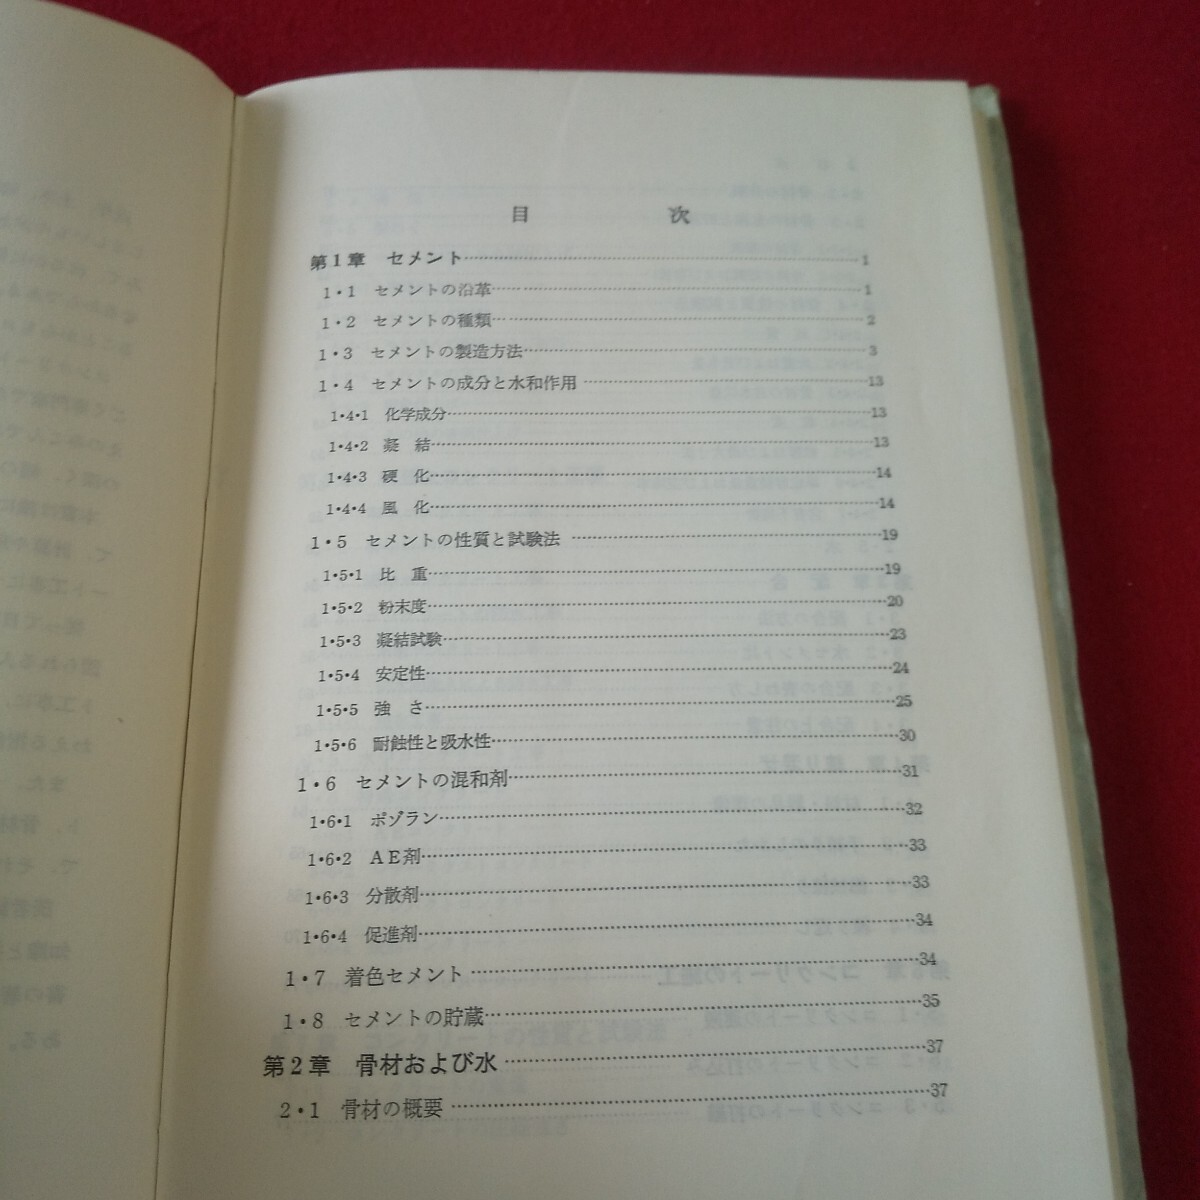 目 次
第1章 セメント……1
1・1 セメントの沿革……1
1・2 セメントの種類……2
1・3 セメントの製造方法……3
1・4 セメントの成分と水和作用……13
1・4・1 化学成分……13
1・4・2 凝 結……13
1・4・3 硬 化……14
1・4・4 風 化……14
1・5 セメントの性質と試験法……19
1・5・1 比 重……19
1・5・2 粉末度……20
1・5・3 凝結試験……23
1・5・4 安定性……24
1・5・5 強 さ……25
1・5・6 耐蝕性と吸水性……30
1・6 セメントの混和剤……31
1・6・1 ポゾラン……32
1・6・2 AE剤……33
1・6・3 分散剤……33
1・6・4 促進剤……34
1・7 着色セメント……34
1・8 セメントの貯蔵……35
第2章 骨材および水……37
2・1 骨材の概要……37